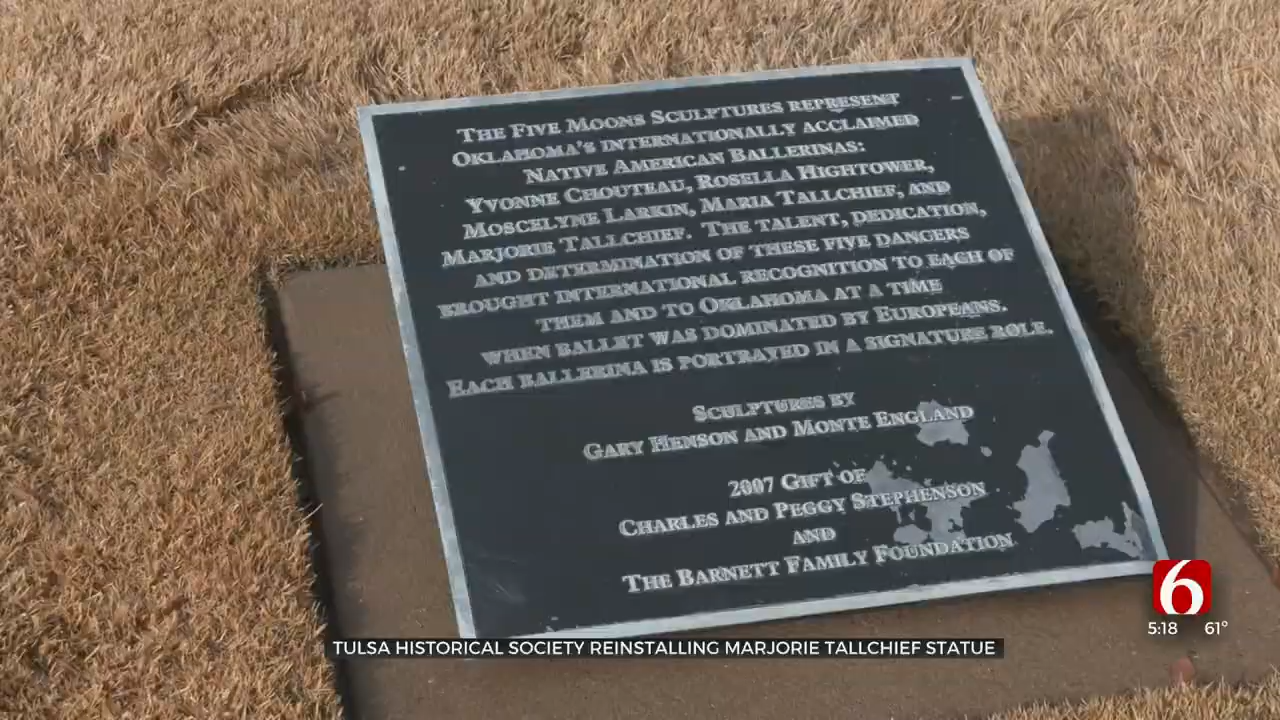 The Five Moons Sculptures represent
Oklahoma's internationally acclaimed
Native American Ballerinas:
Yvonne Chouteau, Rosella Hightower,
Moscelyne Larkin, Maria Tallchief, and
Marjorie Tallchief. The talent, dedication,
and determination of these five dancers
brought international recognition to each of
them and to Oklahoma at a time
when ballet was dominated by Europeans.
Each ballerina is portrayed in a signature role.
Sculptures by
Gary Henson and Monte England
2007 Gift of
Charles and Peggy Stephenson
and
The Barnett Family Foundation
6
5:18 61°
TULSA HISTORICAL SOCIETY REINSTALLING MARJORIE TALLCHIEF STATUE